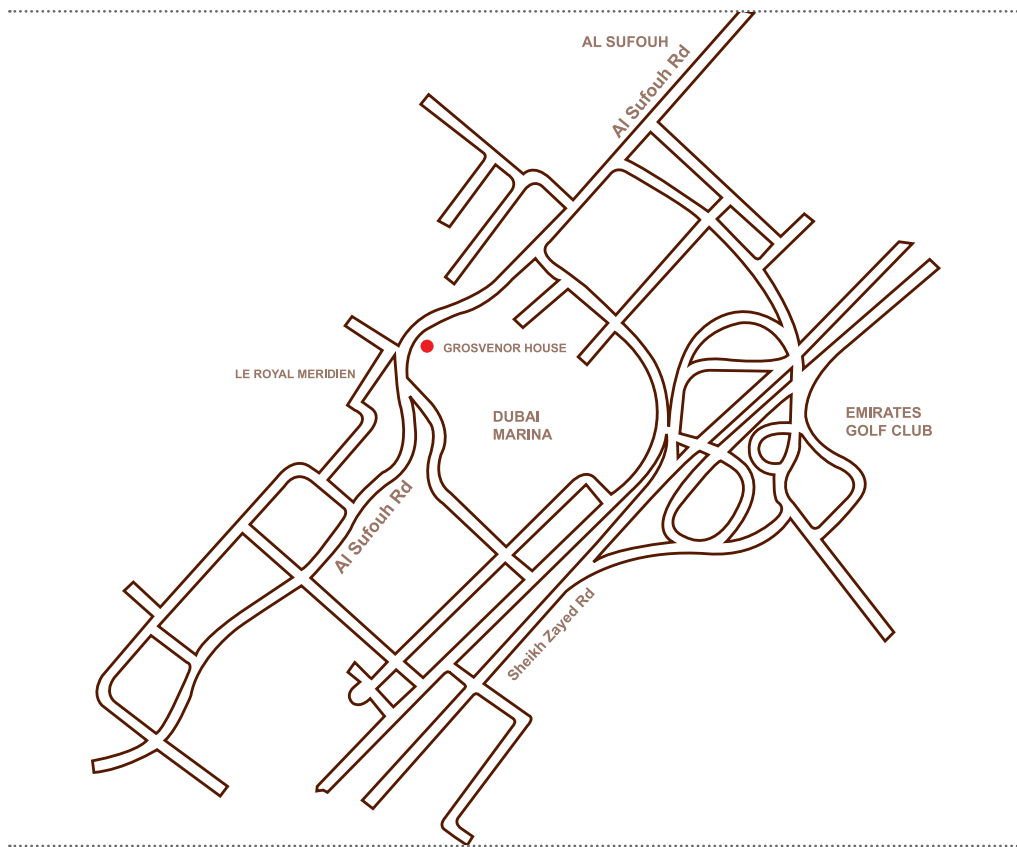 AL SUFOUH
Al Sufouh Rd
GROSVENOR HOUSE
LE ROYAL MERIDIEN
DUBAI
MARINA
EMIRATES
GOLF CLUB
Al Sufouh Rd
Sheikh Zayed Rd